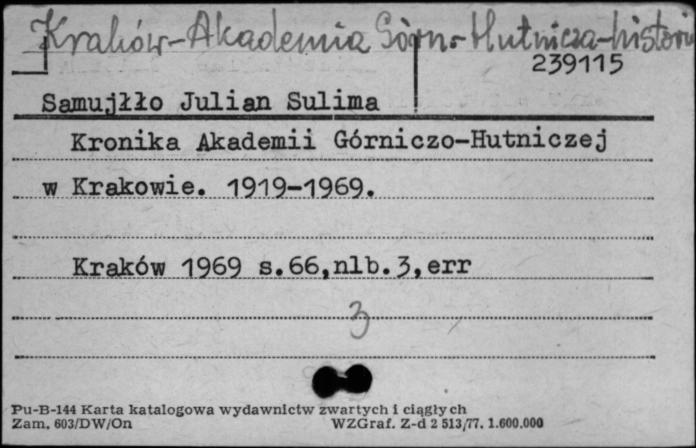 Kraków-Akademia Górn.-Hutnicza-historia
239115
Samujłło Julian Sulima
Kronika Akademii Górniczo-Hutniczej
w Krakowie. 1919-1969.
Kraków 1969 s.66,nlb.3,err
3
Pu-B-144 Karta katalogowa wydawnictw zwartych i ciągłych
Zam. 603/DW/On WZGraf. Z-d 2 513/77. 1.600.000